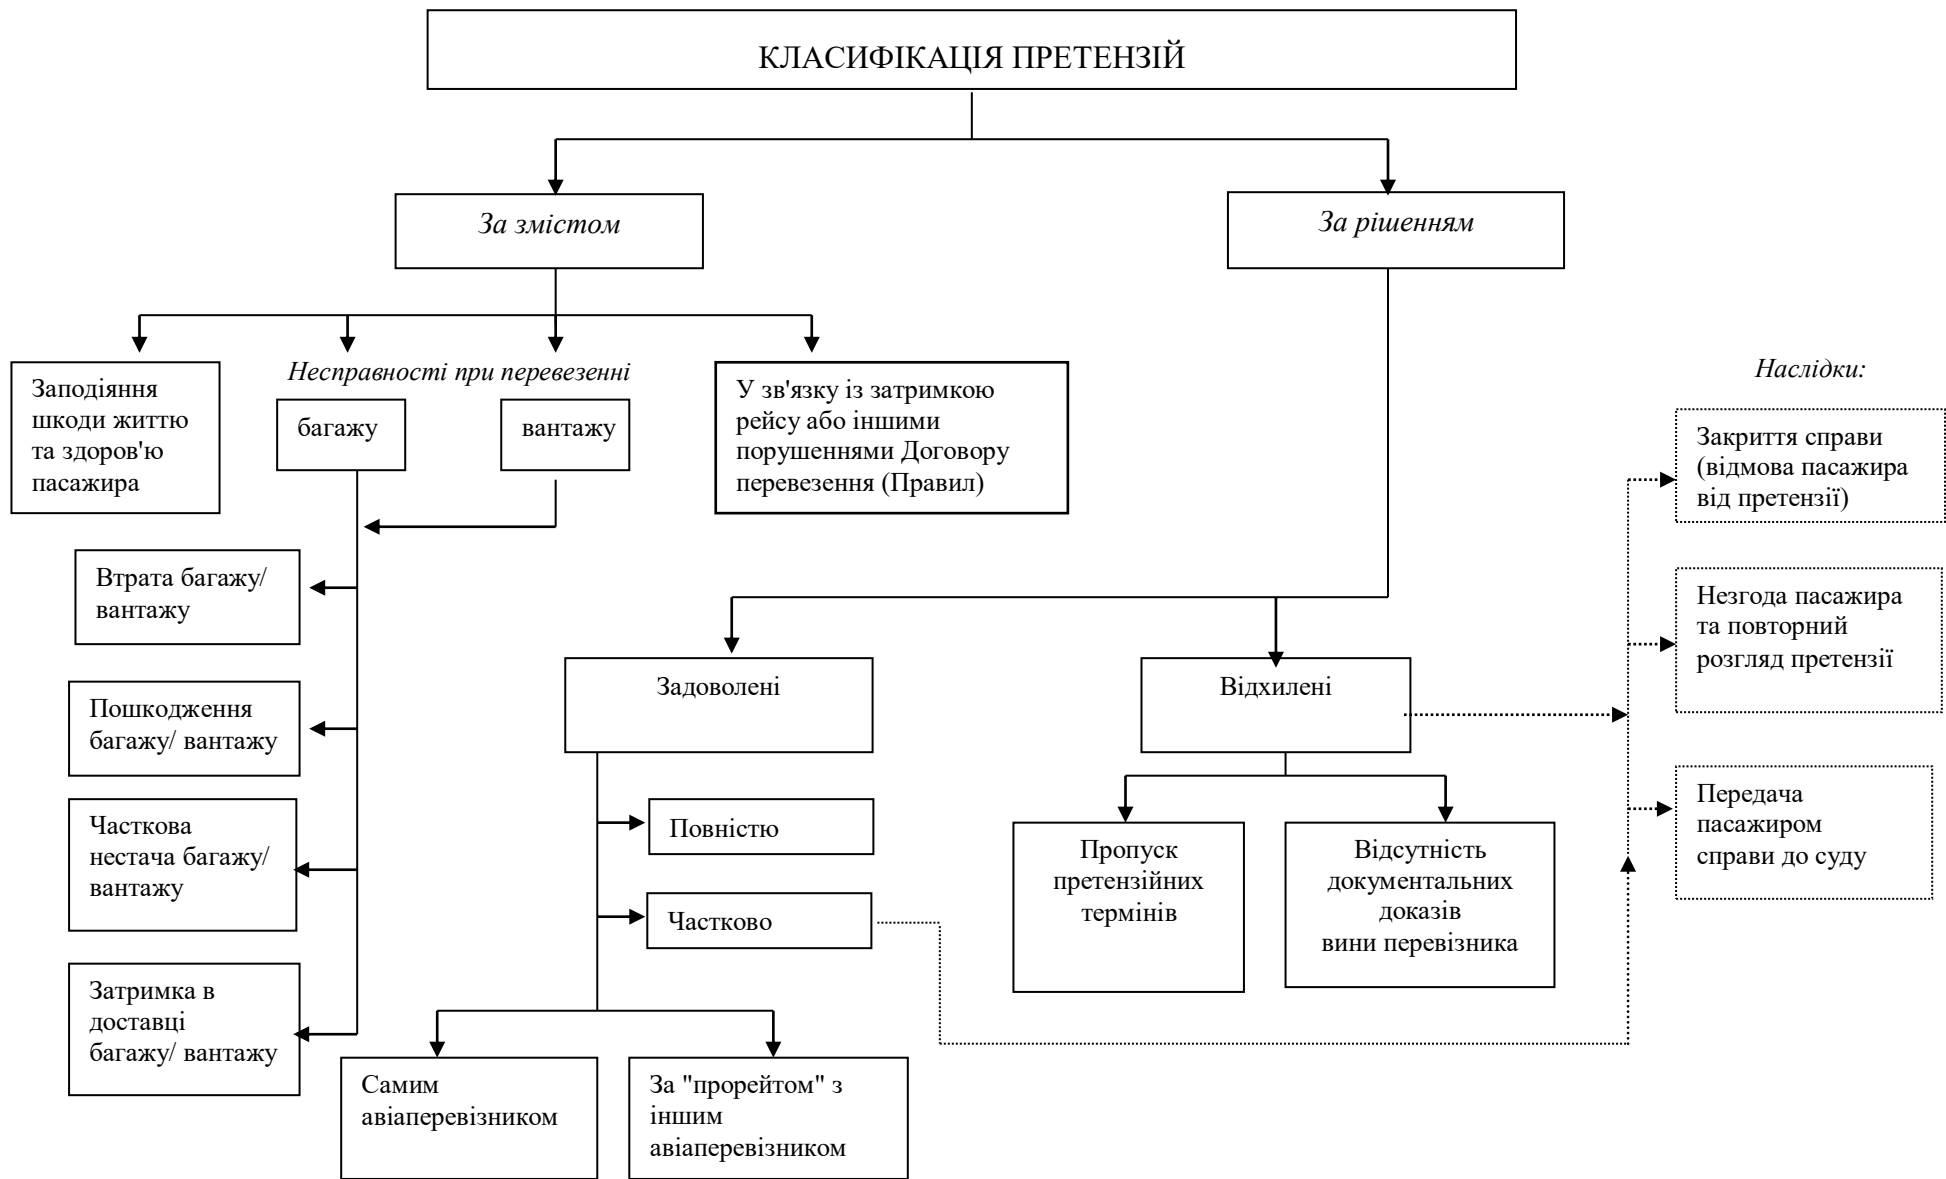 КЛАСИФІКАЦІЯ ПРЕТЕНЗІЙ
За змістом
За рішенням
Заподіяння
шкоди життю
та здоров'ю
пасажира
Несправності при перевезенні
багажу
вантажу
У зв'язку із затримкою
рейсу або іншими
порушеннями Договору
перевезення (Правил)
Наслідки:
Закриття справи
(відмова пасажира
від претензії)
Незгода пасажира
та повторний
розгляд претензії
Передача
пасажиром
справи до суду
Втрата багажу/
вантажу
Пошкодження
багажу/ вантажу
Часткова
нестача багажу/
вантажу
Затримка в
доставці
багажу/ вантажу
Задоволені
Відхилені
Повністю
Частково
Пропуск
претензійних
термінів
Відсутність
документальних
доказів
вини перевізника
Самим
авіаперевізником
За "прорейтом" з
іншим
авіаперевізником